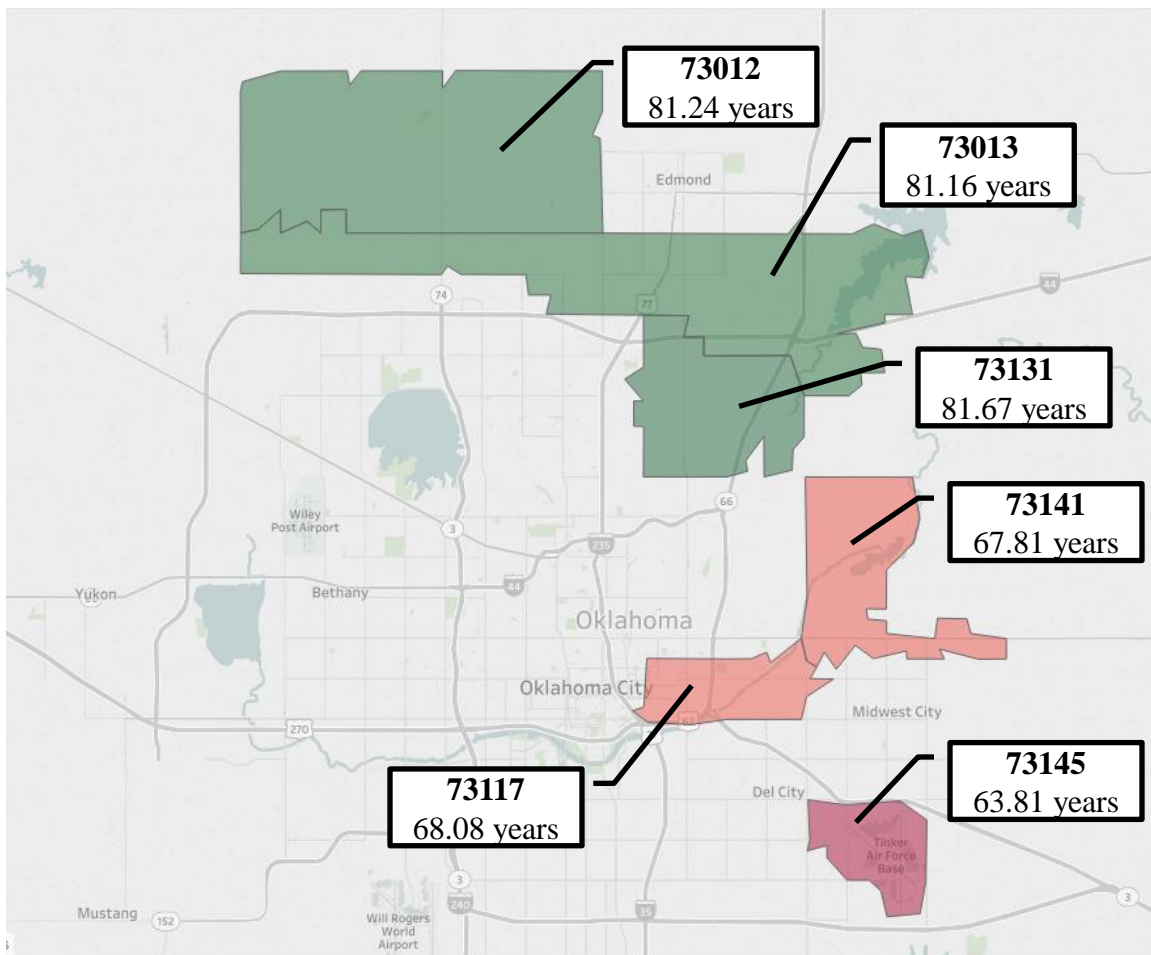 73012
81.24 years
73013
81.16 years
Edmond
74
77
44
73131
81.67 years
66
3
Wiley
Post Airport
235
73141
67.81 years
44
Yukon
Bethany
Oklahoma
Oklahoma City
Midwest City
270
62
73117
68.08 years
73145
63.81 years
Del City
Tinker
Air Force
Base
3
240
Mustang
152
Will Rogers
World
Airport
35
3
s